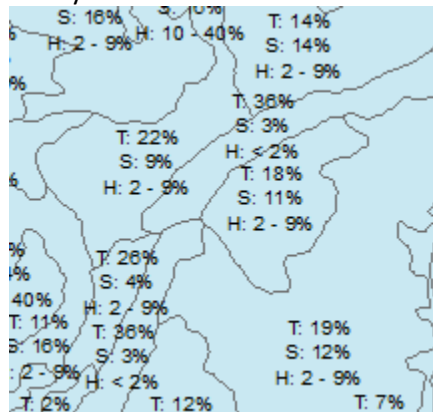 S: 16%
H: 2 - 9%
H: 10 - 40%
T: 14%
S: 14%
H: 2 - 9%
T: 36%
S: 3%
H: < 2%
T: 22%
S: 9%
H: 2 - 9%
T: 18%
S: 11%
H: 2 - 9%
T: 26%
S: 4%
H: 2 - 9%
40%
T: 11%
S: 16%
: 2 - 9%
T: 36%
S: 3%
H: < 2%
T: 19%
S: 12%
H: 2 - 9%
T: 2%
T: 12%
T: 7%